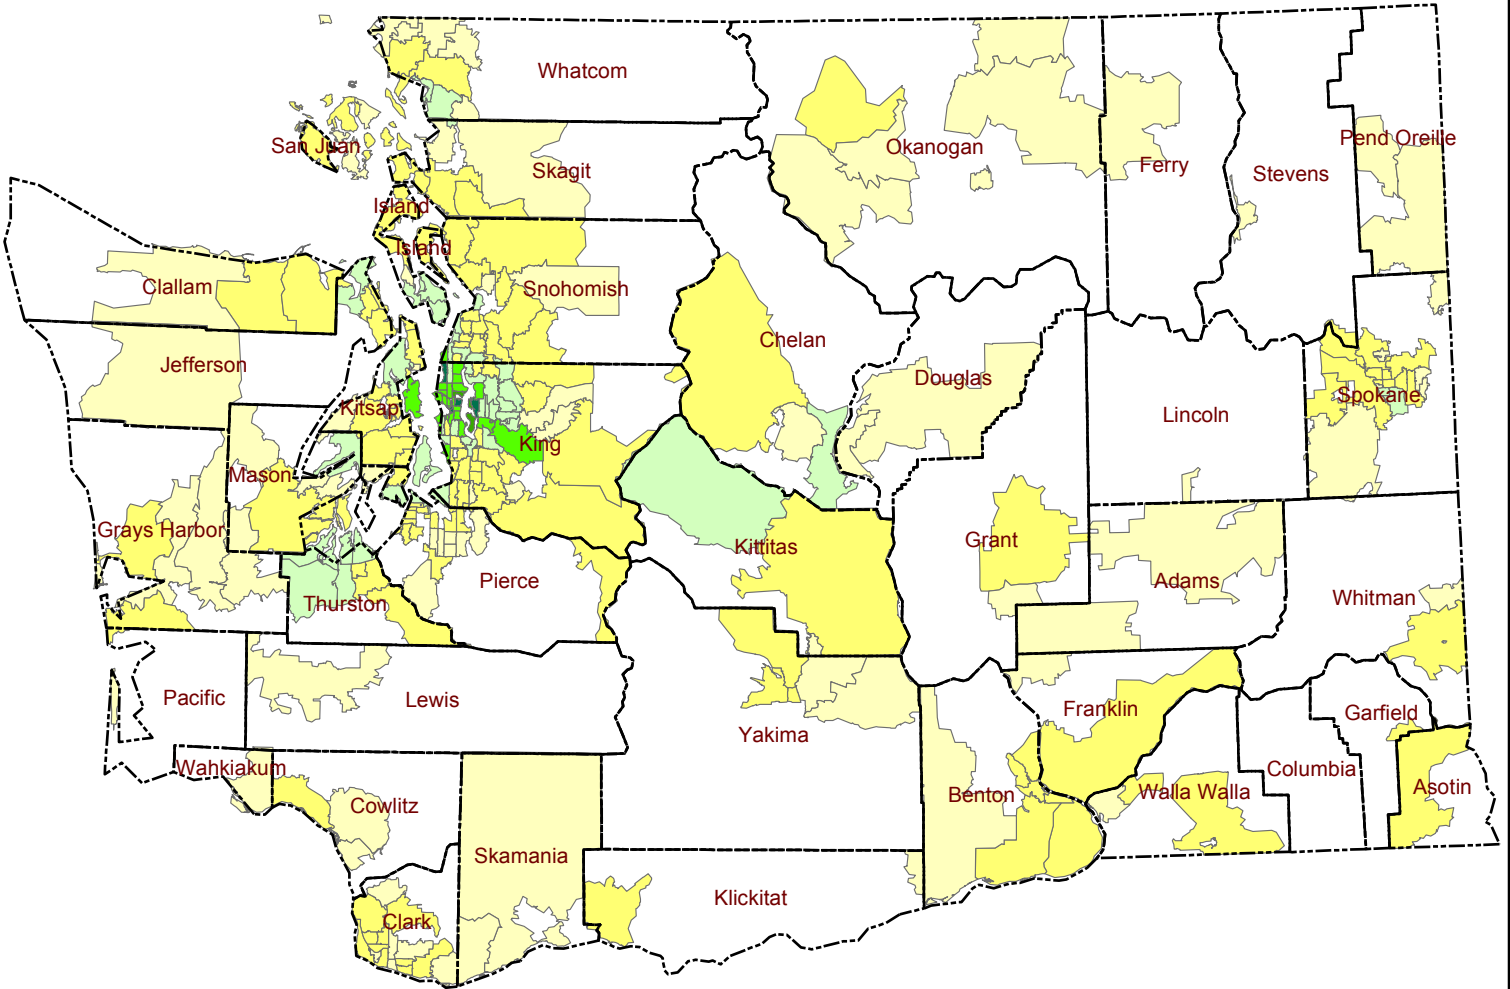 Whatcom
Pend Oreille
San Juan
Okanogan
Skagit
Ferry
Stevens
Island
Island
Clallam
Snohomish
Chelan
Jefferson
Douglas
Kitsap
Spokane
Lincoln
King
Mason
Grays Harbor
Grant
Kittitas
Pierce
Adams
Thurston
Whitman
Pacific
Lewis
Franklin
Garfield
Yakima
Wahkiakum
Columbia
Cowlitz
Benton
Walla Walla
Asotin
Skamania
Klickitat
Clark